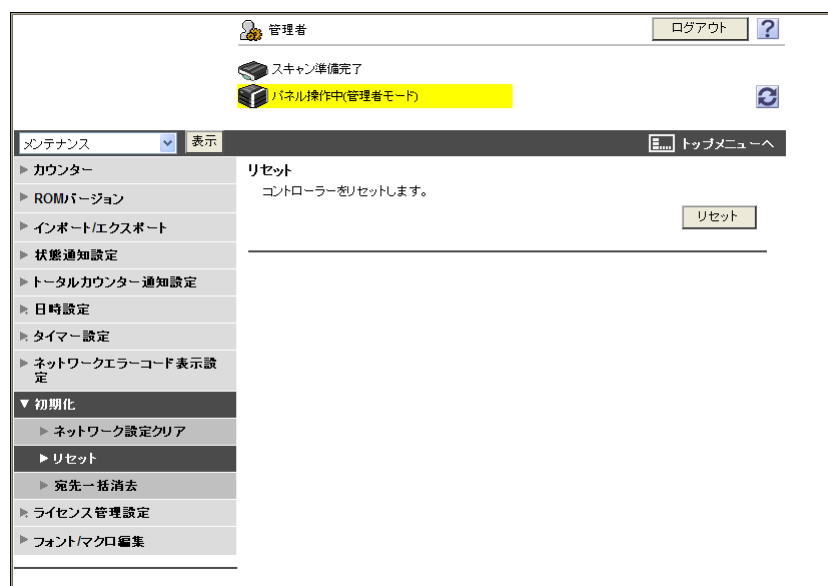 管理者
ログアウト
?
スキャン準備完了
パネル操作中(管理者モード)
メンテナンス
表示
トップメニューへ
カウンター
ROMバージョン
インポート/エクスポート
状態通知設定
トータルカウンター通知設定
日時設定
タイマー設定
ネットワークエラーコード表示設
定
初期化
ネットワーク設定クリア
リセット
宛先一括消去
ライセンス管理設定
フォント/マクロ編集
リセット
コントローラーをリセットします。
リセット